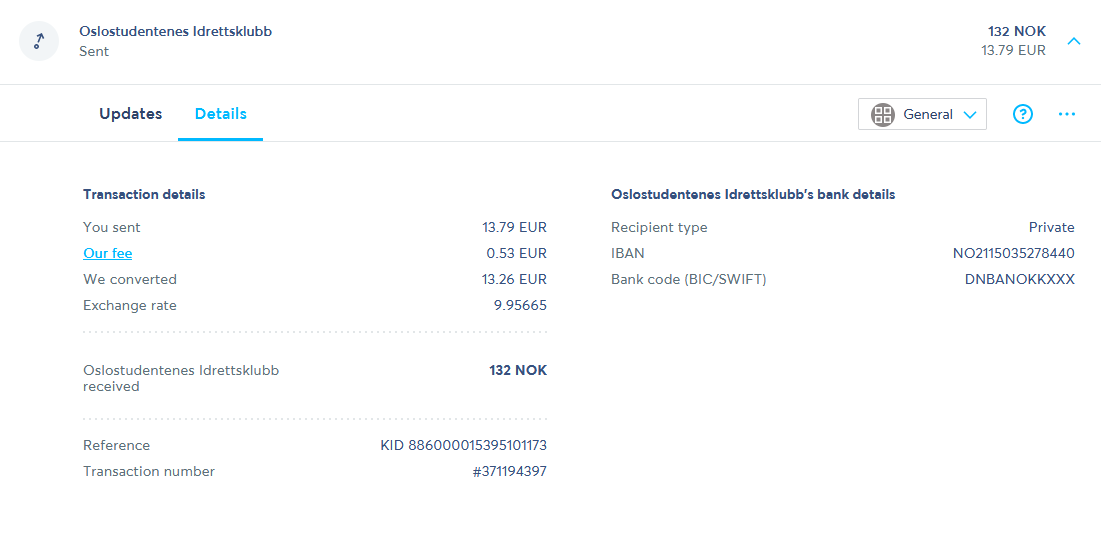 Oslostudentenes Idrettsklubb
Sent
132 NOK
13.79 EUR
Updates
Details
General
?
Transaction details
You sent 13.79 EUR
Our fee 0.53 EUR
We converted 13.26 EUR
Exchange rate 9.95665
Oslostudentenes Idrettsklubb
received
132 NOK
Reference KID 886000015395101173
Transaction number #371194397
Oslostudentenes Idrettsklubb's bank details
Recipient type Private
IBAN NO2115035278440
Bank code (BIC/SWIFT) DNBANOKKXXX